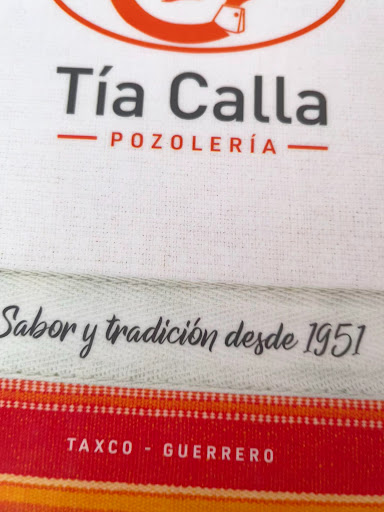 Tía Calla
POZOLERÍA
Sabor y tradición desde 1951
TAXCO - GUERRERO